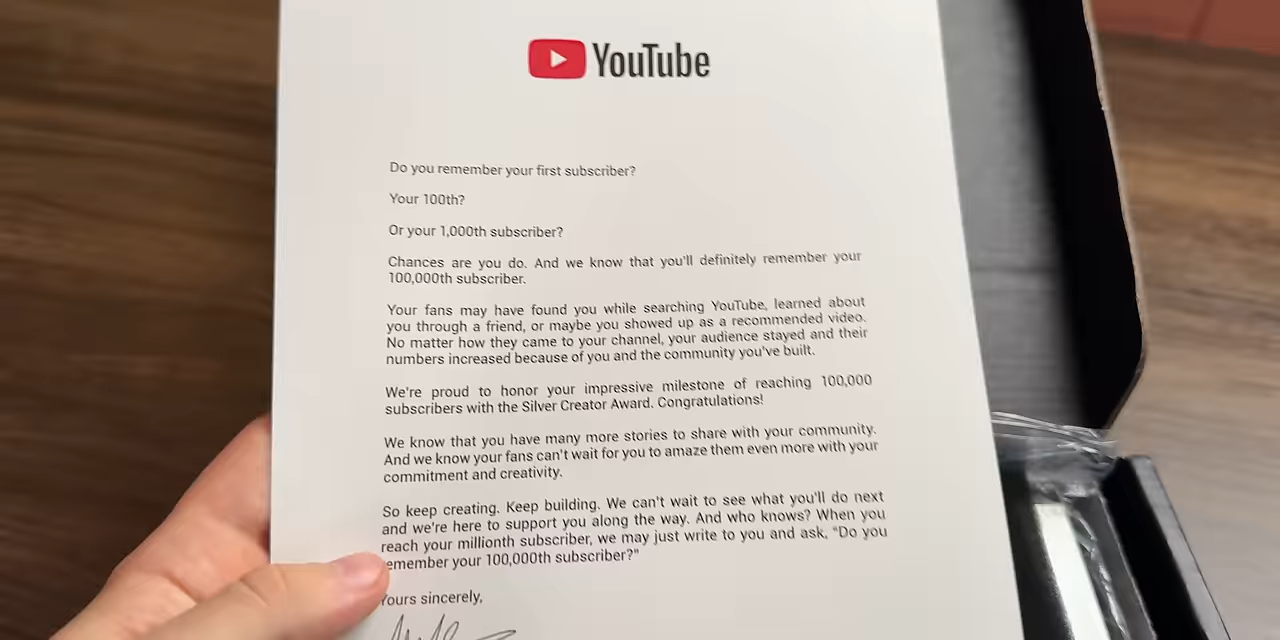 YouTube
Do you remember your first subscriber?
Your 100th?
Or your 1,000th subscriber?
Chances are you do. And we know that you'll definitely remember your
100,000th subscriber.
Your fans may have found you while searching YouTube, learned about
you through a friend, or maybe you showed up as a recommended video.
No matter how they came to your channel, your audience stayed and their
numbers increased because of you and the community you've built.
We're proud to honor your impressive milestone of reaching 100,000
subscribers with the Silver Creator Award. Congratulations!
We know that you have many more stories to share with your community.
And we know your fans can't wait for you to amaze them even more with your
commitment and creativity.
So keep creating. Keep building. We can't wait to see what you'll do next
and we're here to support you along the way. And who knows? When you
reach your millionth subscriber, we may just write to you and ask, "Do you
emember your 100,000th subscriber?"
Yours sincerely,